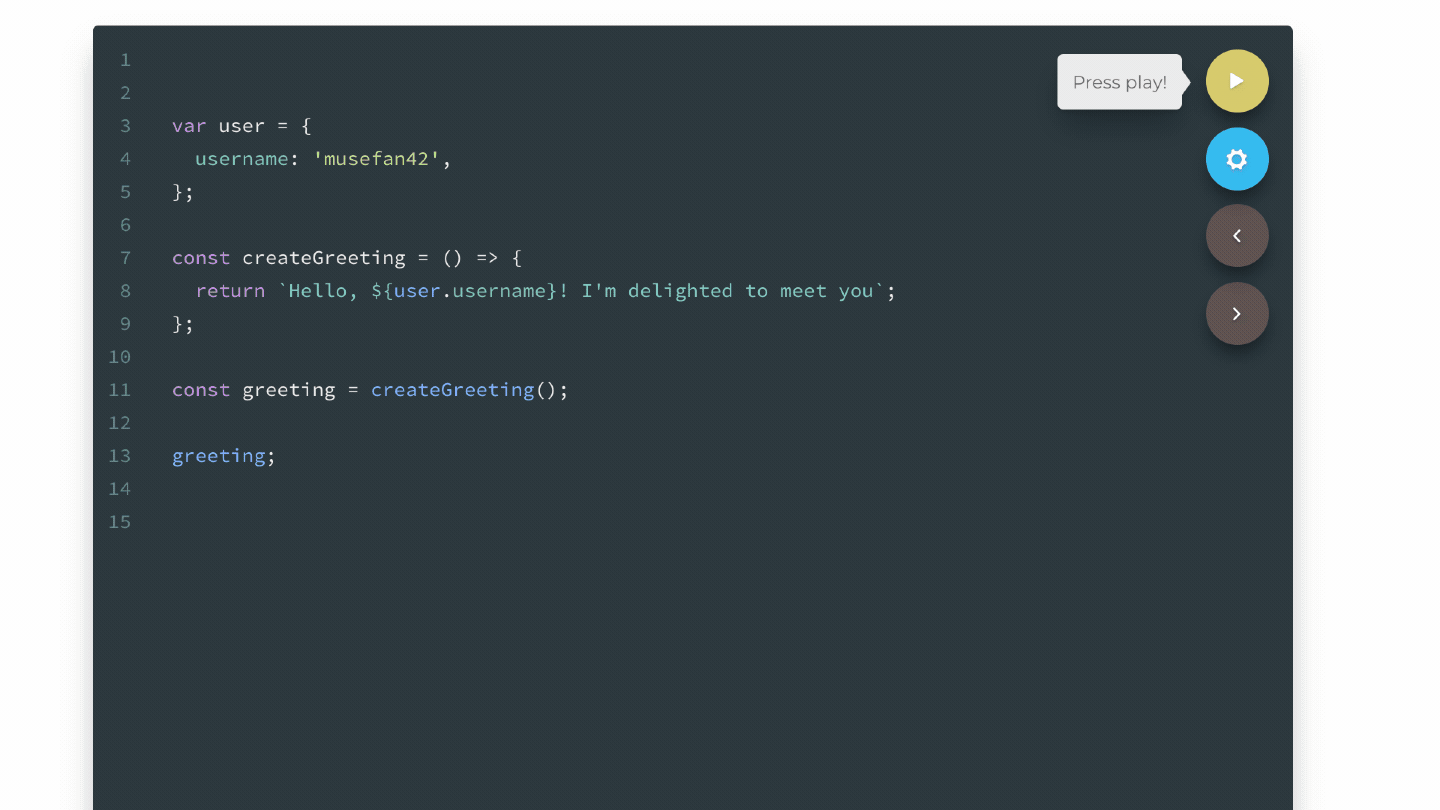 1
2
3 var user = {
4 username: 'musefan42',
5 };
6
7 const createGreeting = () => {
8 return `Hello, ${user.username}! I'm delighted to meet you`;
9 };
10
11 const greeting = createGreeting();
12
13 greeting;
14
15
Press play!